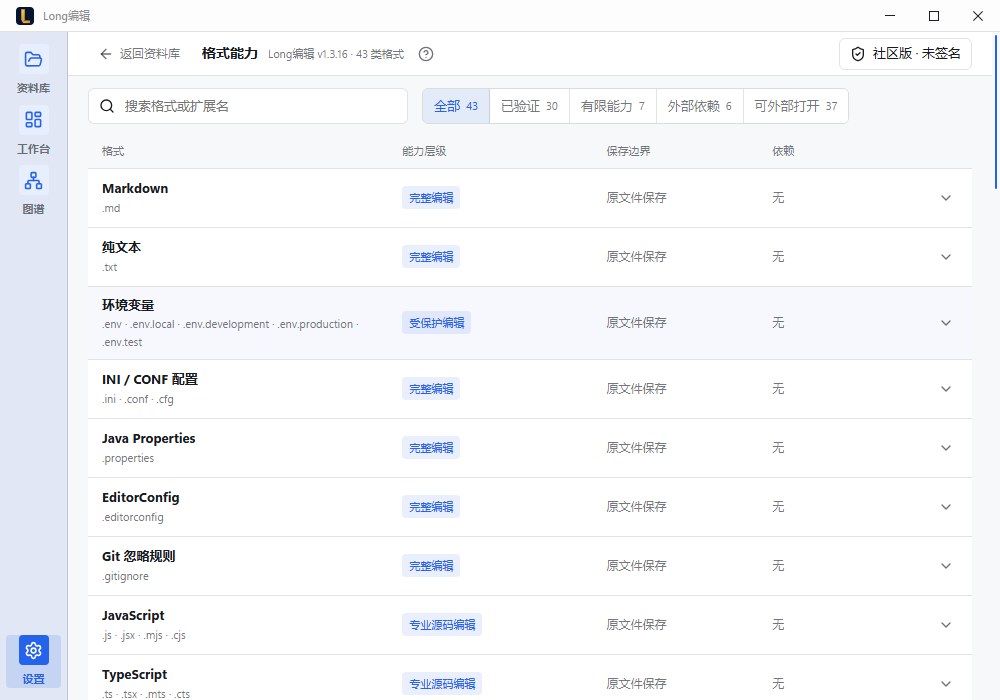 Long编辑
资料库
工作台
图谱
设置
返回资料库
格式能力
Long编辑 v1.3.16 · 43 类格式
社区版 · 未签名
搜索格式或扩展名
全部 43
已验证 30
有限能力 7
外部依赖 6
可外部打开 37
格式
能力层级
保存边界
依赖
Markdown
.md
完整编辑
原文件保存
无
纯文本
.txt
完整编辑
原文件保存
无
环境变量
.env · .env.local · .env.development · .env.production ·
.env.test
受保护编辑
原文件保存
无
INI / CONF 配置
.ini · .conf · .cfg
完整编辑
原文件保存
无
Java Properties
.properties
完整编辑
原文件保存
无
EditorConfig
.editorconfig
完整编辑
原文件保存
无
Git 忽略规则
.gitignore
完整编辑
原文件保存
无
JavaScript
.js · .jsx · .mjs · .cjs
专业源码编辑
原文件保存
无
TypeScript
.ts · .tsx · .mts · .cts
专业源码编辑
原文件保存
无